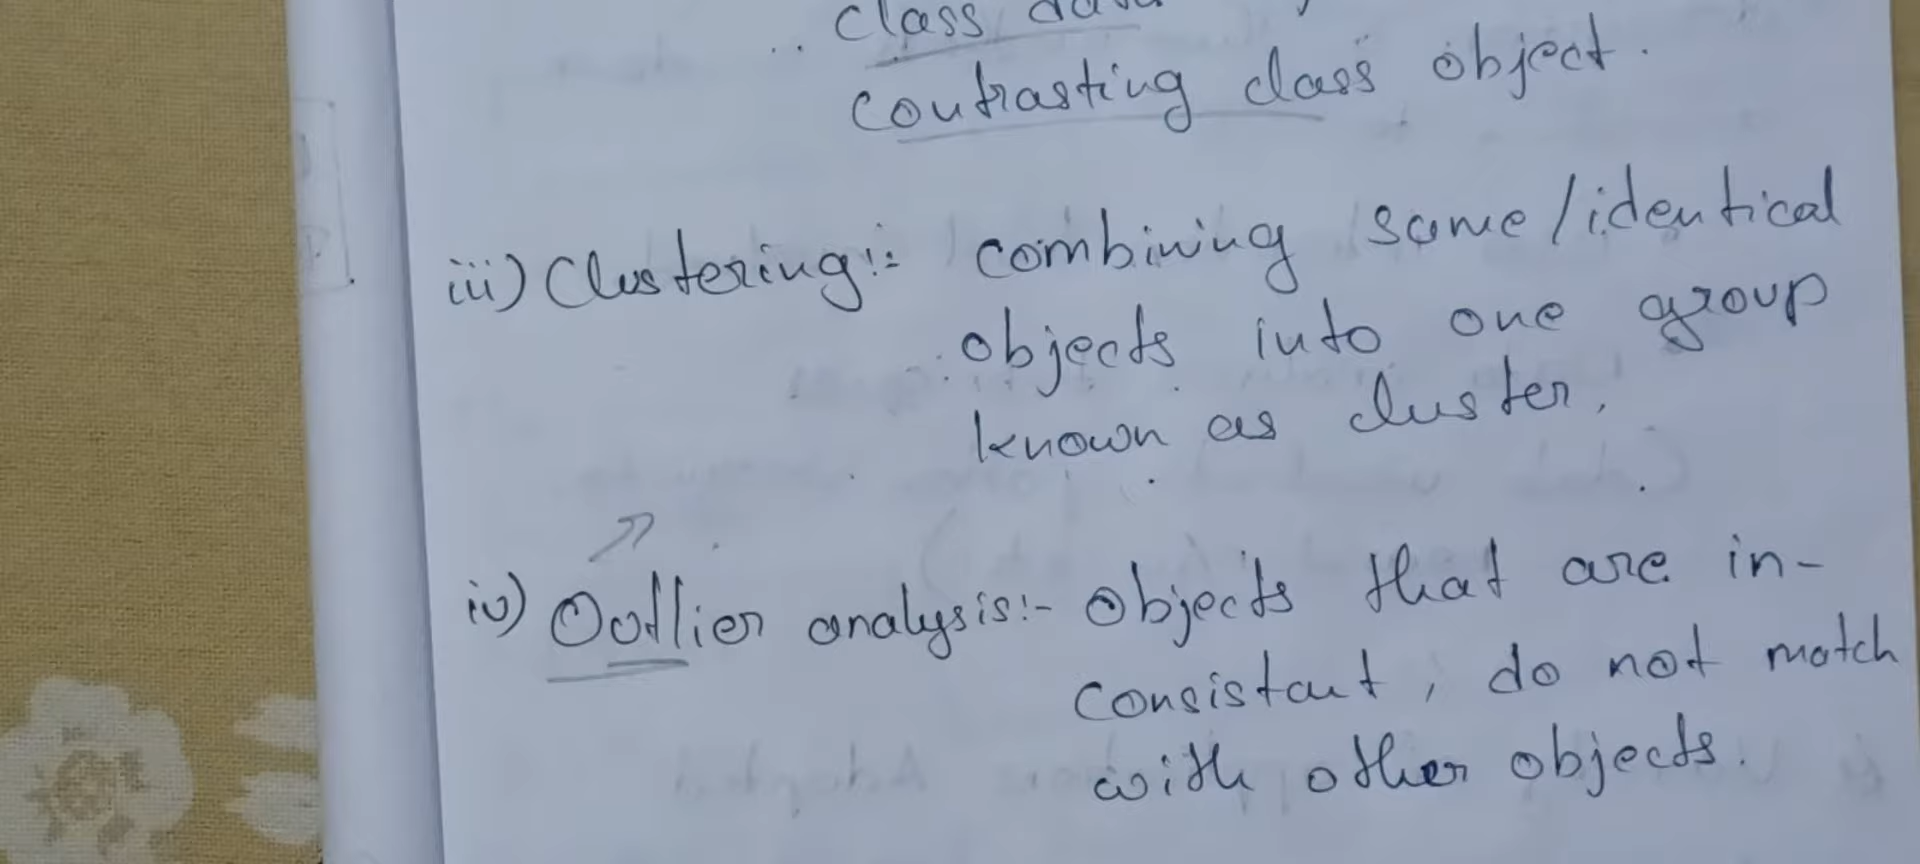 class data
contrasting class object.
iii) Clustering:- combining same/identical
objects into one group
known as cluster.
iv) Outlier analysis:- Objects that are in-
consistant, do not match
with other objects.